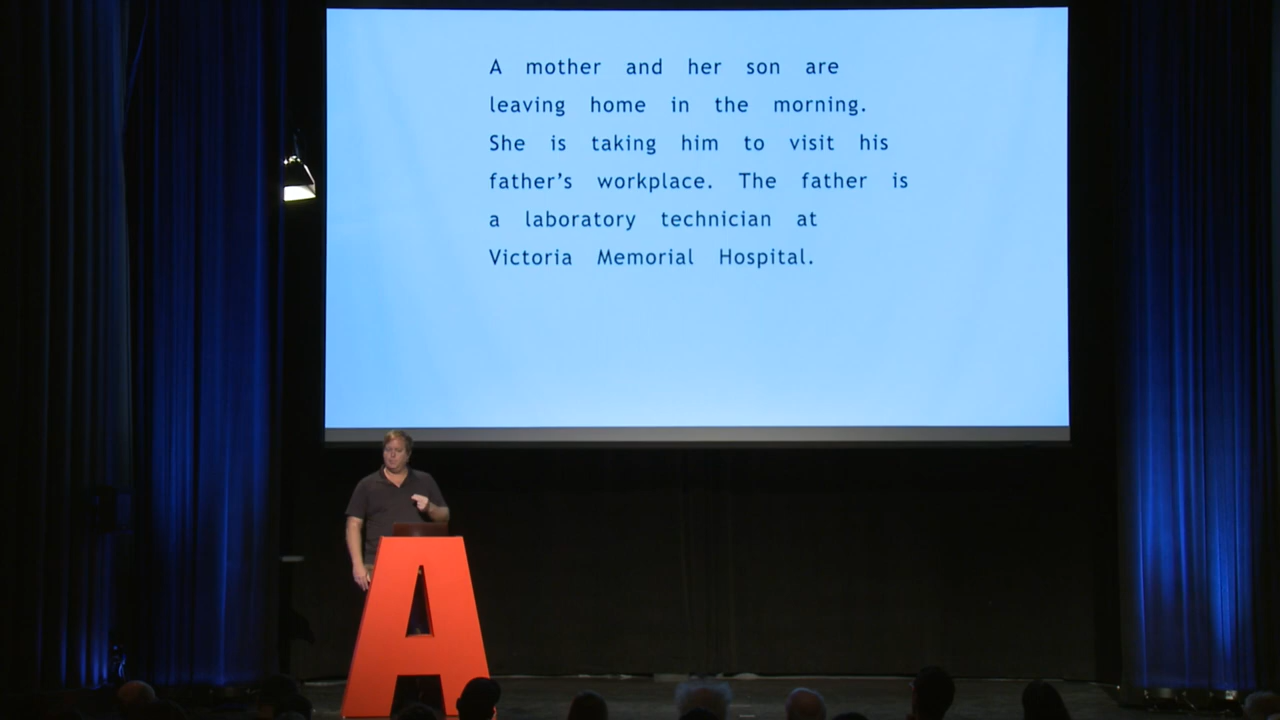 A mother and her son are
leaving home in the morning.
She is taking him to visit his
father’s workplace. The father is
a laboratory technician at
Victoria Memorial Hospital.
A